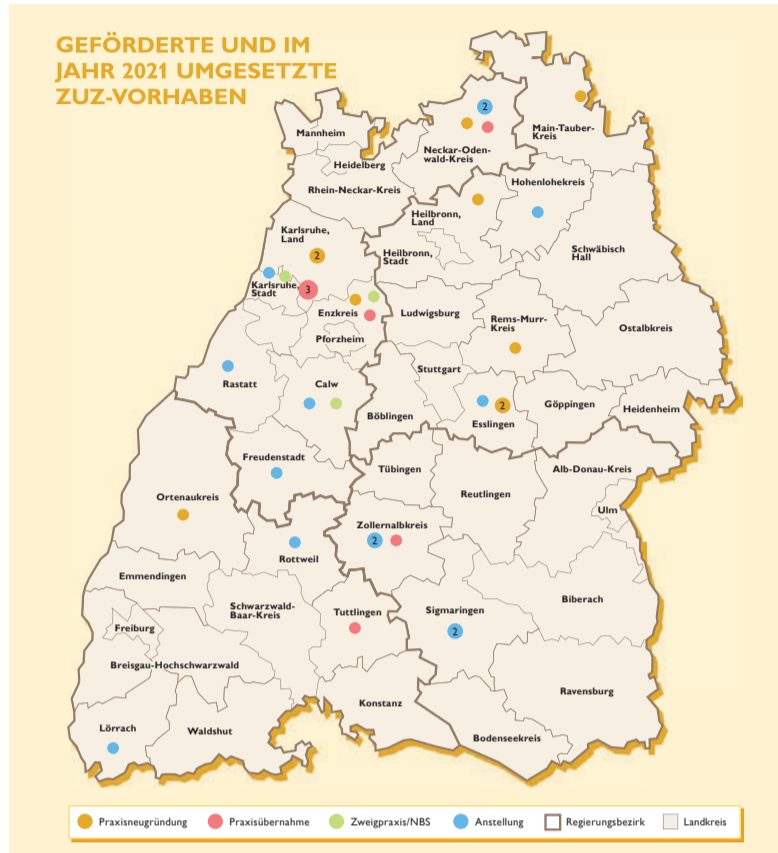 GEFÖRDERTE UND IM
JAHR 2021 UMGESETZTE
ZUZ-VORHABEN
Mannheim
Heidelberg
Rhein-Neckar-Kreis
2
Neckar-Oden-
wald-Kreis
Main-Tauber-
Kreis
Hohenlohekreis
Heilbronn,
Land
Heilbronn,
Stadt
Schwäbisch
Hall
Karlsruhe,
Land
2
Karlsruhe,
Stadt
3
Enzkreis
Pforzheim
Ludwigsburg
Rems-Murr-
Kreis
Ostalbkreis
Rastatt
Calw
Stuttgart
Böblingen
2
Esslingen
Göppingen
Heidenheim
Freudenstadt
Tübingen
Reutlingen
Alb-Donau-Kreis
Ulm
Ortenaukreis
Rottweil
Zollernalbkreis
2
Emmendingen
Schwarzwald-
Baar-Kreis
Freiburg
Breisgau-Hochschwarzwald
Tuttlingen
Sigmaringen
2
Biberach
Ravensburg
Konstanz
Bodenseekreis
Lörrach
Waldshut
Praxisneugründung Praxisübernahme Zweigpraxis/NBS Anstellung Regierungsbezirk Landkreis